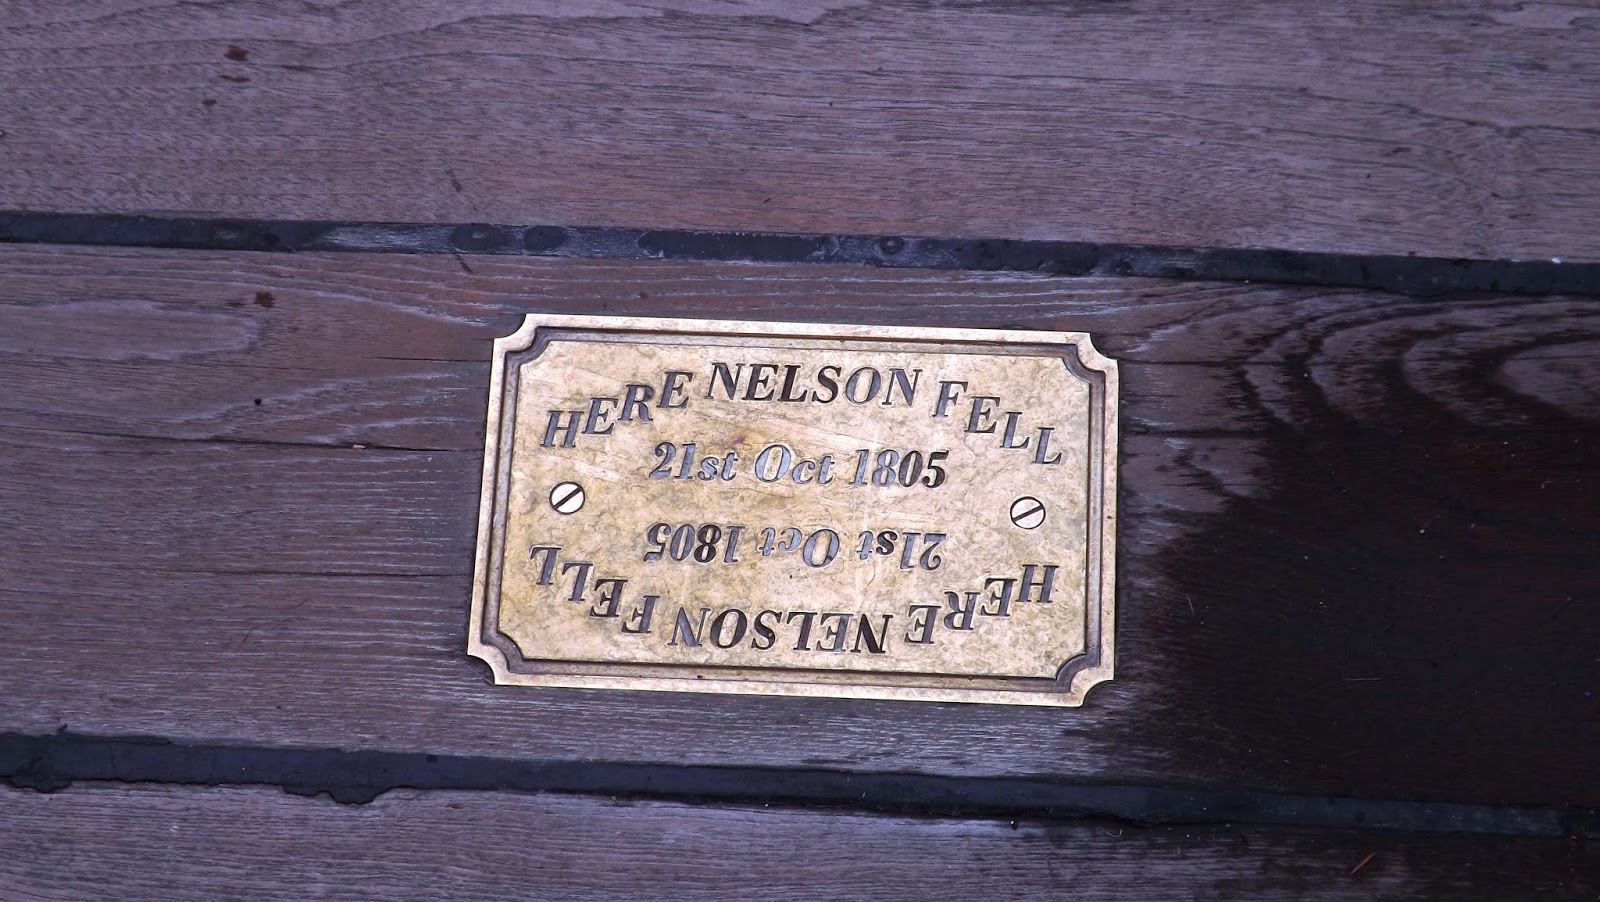 HERE NELSON FELL
21st Oct 1805
21st Oct 1805
HERE NELSON FELL